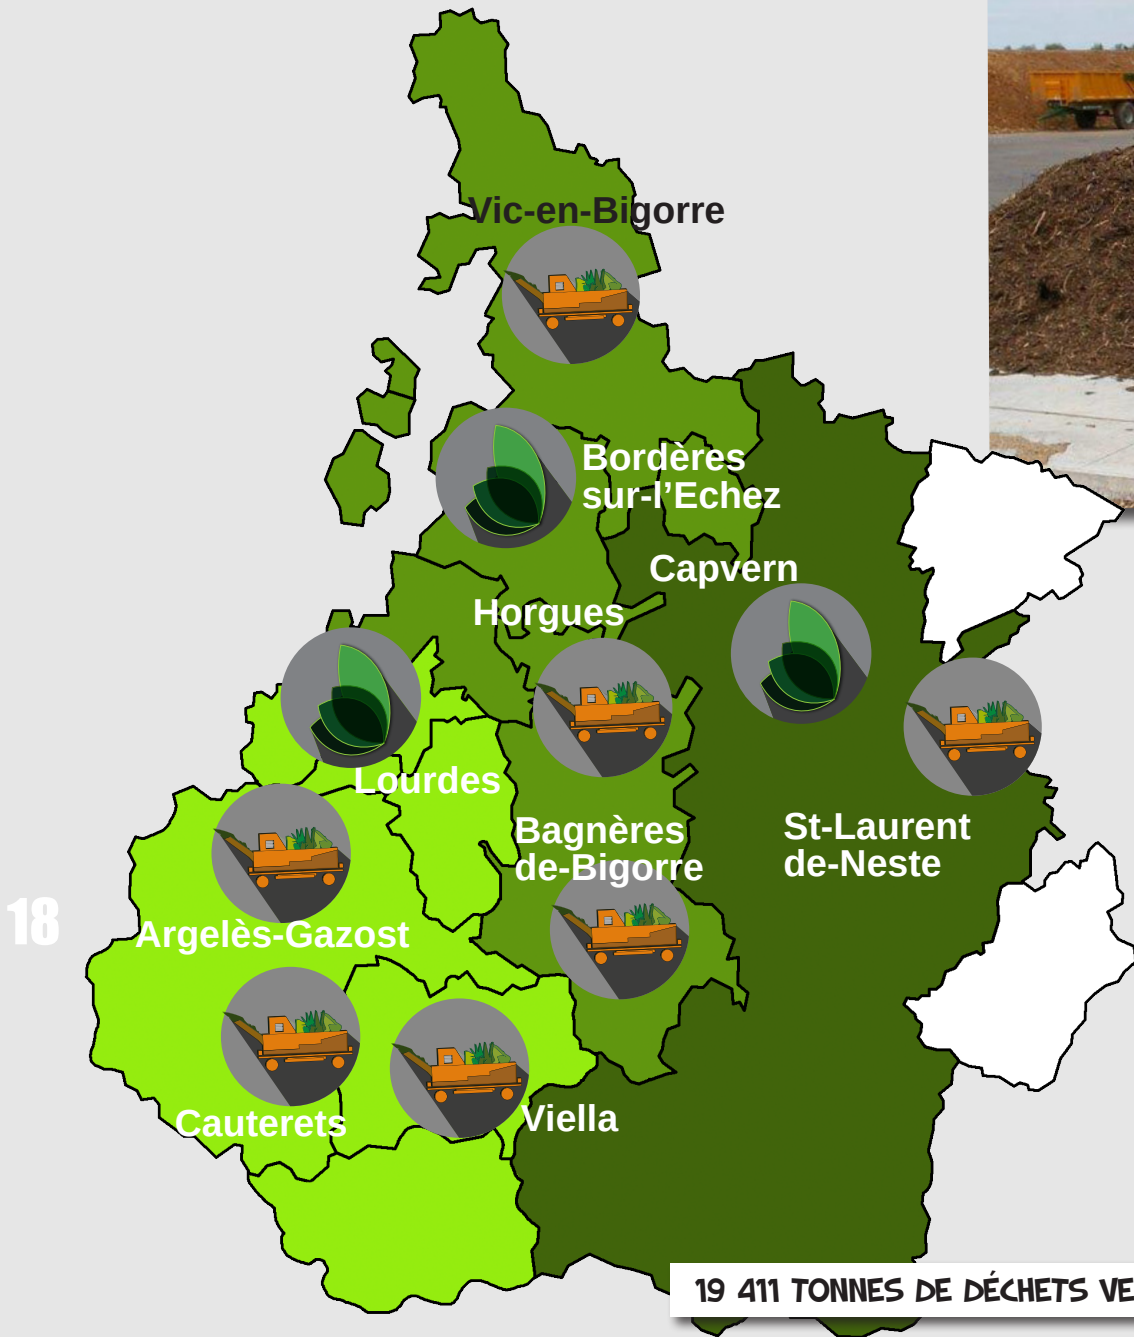 Vic-en-Bigorre
Bordères
sur-l'Echez
Capvern
Horgues
Lourdes
Bagnères
de-Bigorre
St-Laurent
de-Neste
18
Argelès-Gazost
Cauterets
Viella
19 411 TONNES DE DÉCHETS VE